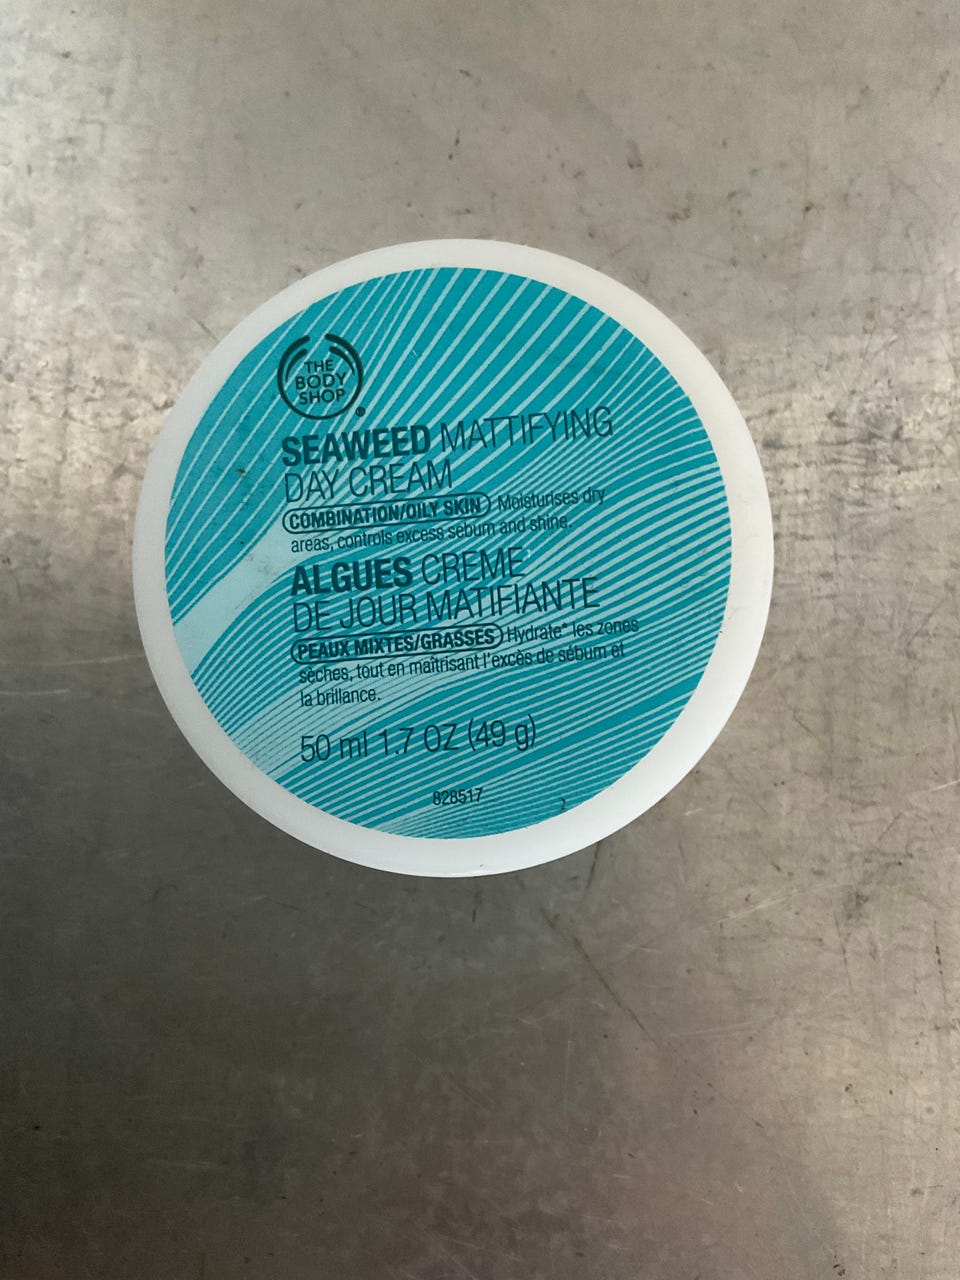 THE
BODY
SHOP®
SEAWEED MATTIFYING
DAY CREAM
COMBINATION/OILY SKIN Moisturises dry
areas, controls excess sebum and shine.
ALGUES CREME
DE JOUR MATIFIANTE
PEAUX MIXTES/GRASSES Hydrate* les zones
sèches, tout en maîtrisant l'excès de sébum et
la brillance.
50 ml 1.7 OZ (49 g)
828517 2